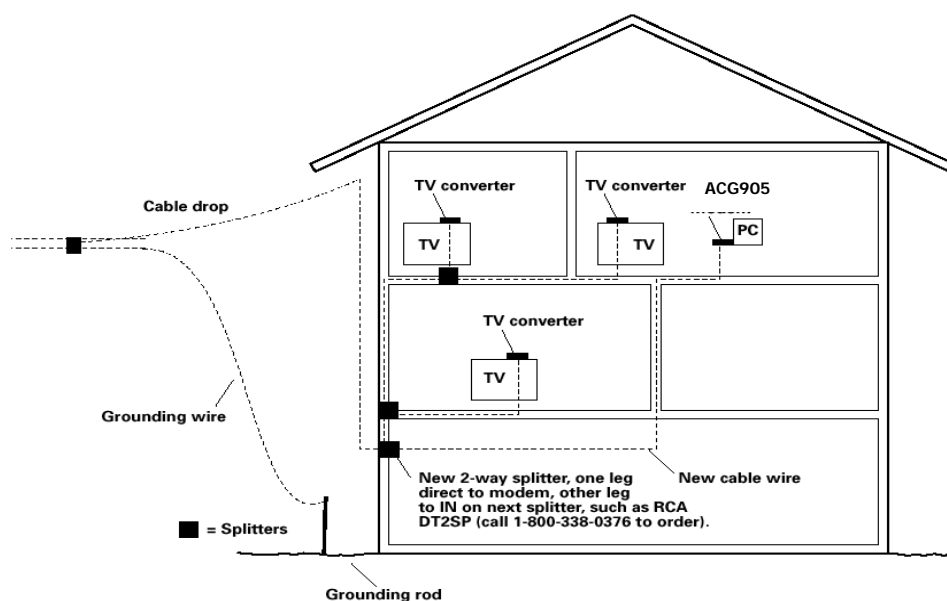 TV converter
TV converter
ACG905
Cable drop
TV
TV
PC
TV converter
TV
Grounding wire
New 2-way splitter, one leg
direct to modem, other leg
to IN on next splitter, such as RCA
DT2SP (call 1-800-338-0376 to order).
New cable wire
= Splitters
Grounding rod